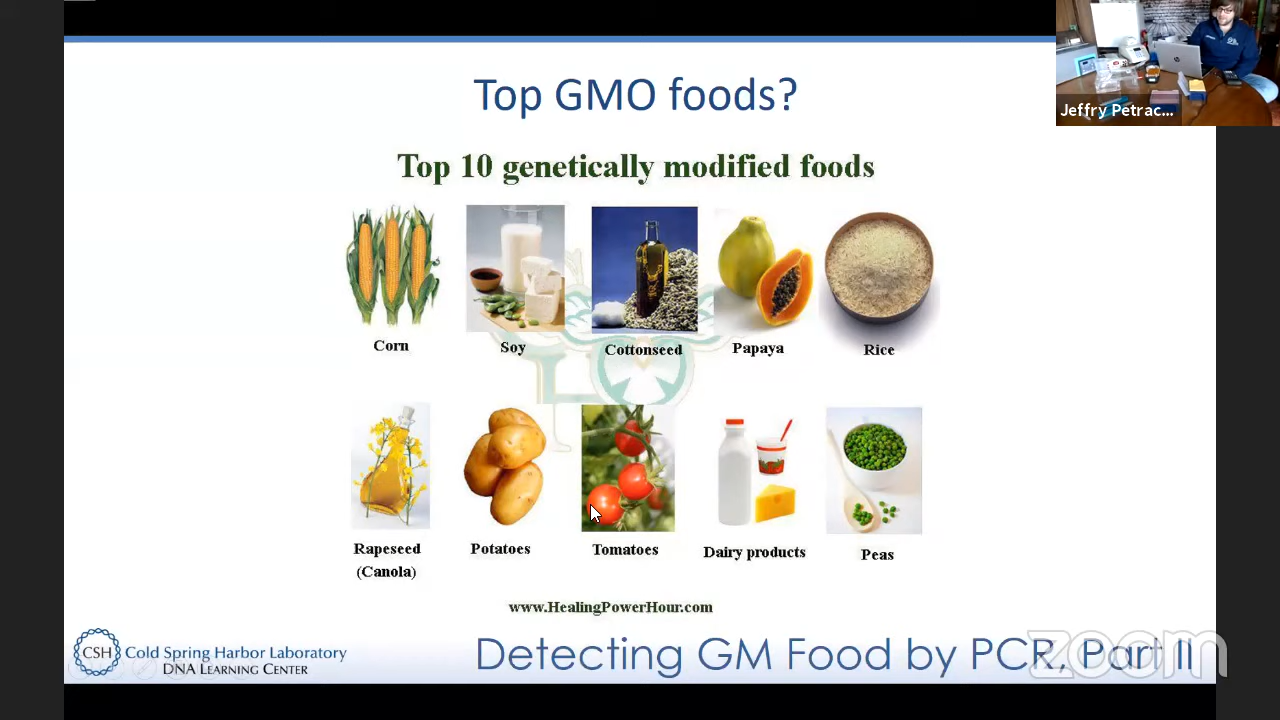 Top GMO foods?
Jeffry Petrac...
Top 10 genetically modified foods
Corn
Soy
Cottonseed
Papaya
Rice
Rapeseed
(Canola)
Potatoes
Tomatoes
Dairy products
Peas
www.HealingPowerHour.com
CSH
Cold Spring Harbor Laboratory
DNA LEARNING CENTER
Detecting GM Food by PCR, Part II
zoom